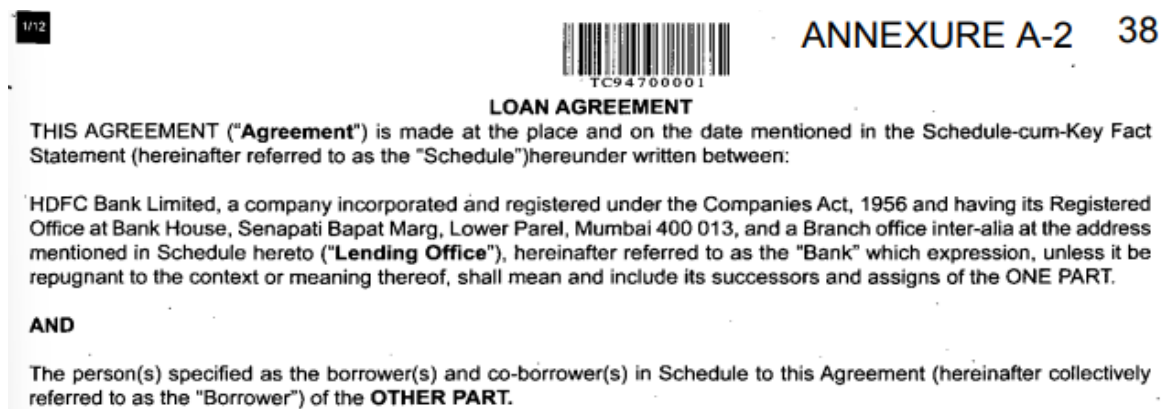 1/12
ANNEXURE A-2 38
TC94700001
LOAN AGREEMENT
THIS AGREEMENT ("Agreement") is made at the place and on the date mentioned in the Schedule-cum-Key Fact
Statement (hereinafter referred to as the "Schedule")hereunder written between:
HDFC Bank Limited, a company incorporated and registered under the Companies Act, 1956 and having its Registered
Office at Bank House, Senapati Bapat Marg, Lower Parel, Mumbai 400 013, and a Branch office inter-alia at the address
mentioned in Schedule hereto ("Lending Office"), hereinafter referred to as the "Bank" which expression, unless it be
repugnant to the context or meaning thereof, shall mean and include its successors and assigns of the ONE PART.
AND
The person(s) specified as the borrower(s) and co-borrower(s) in Schedule to this Agreement (hereinafter collectively
referred to as the "Borrower") of the OTHER PART.